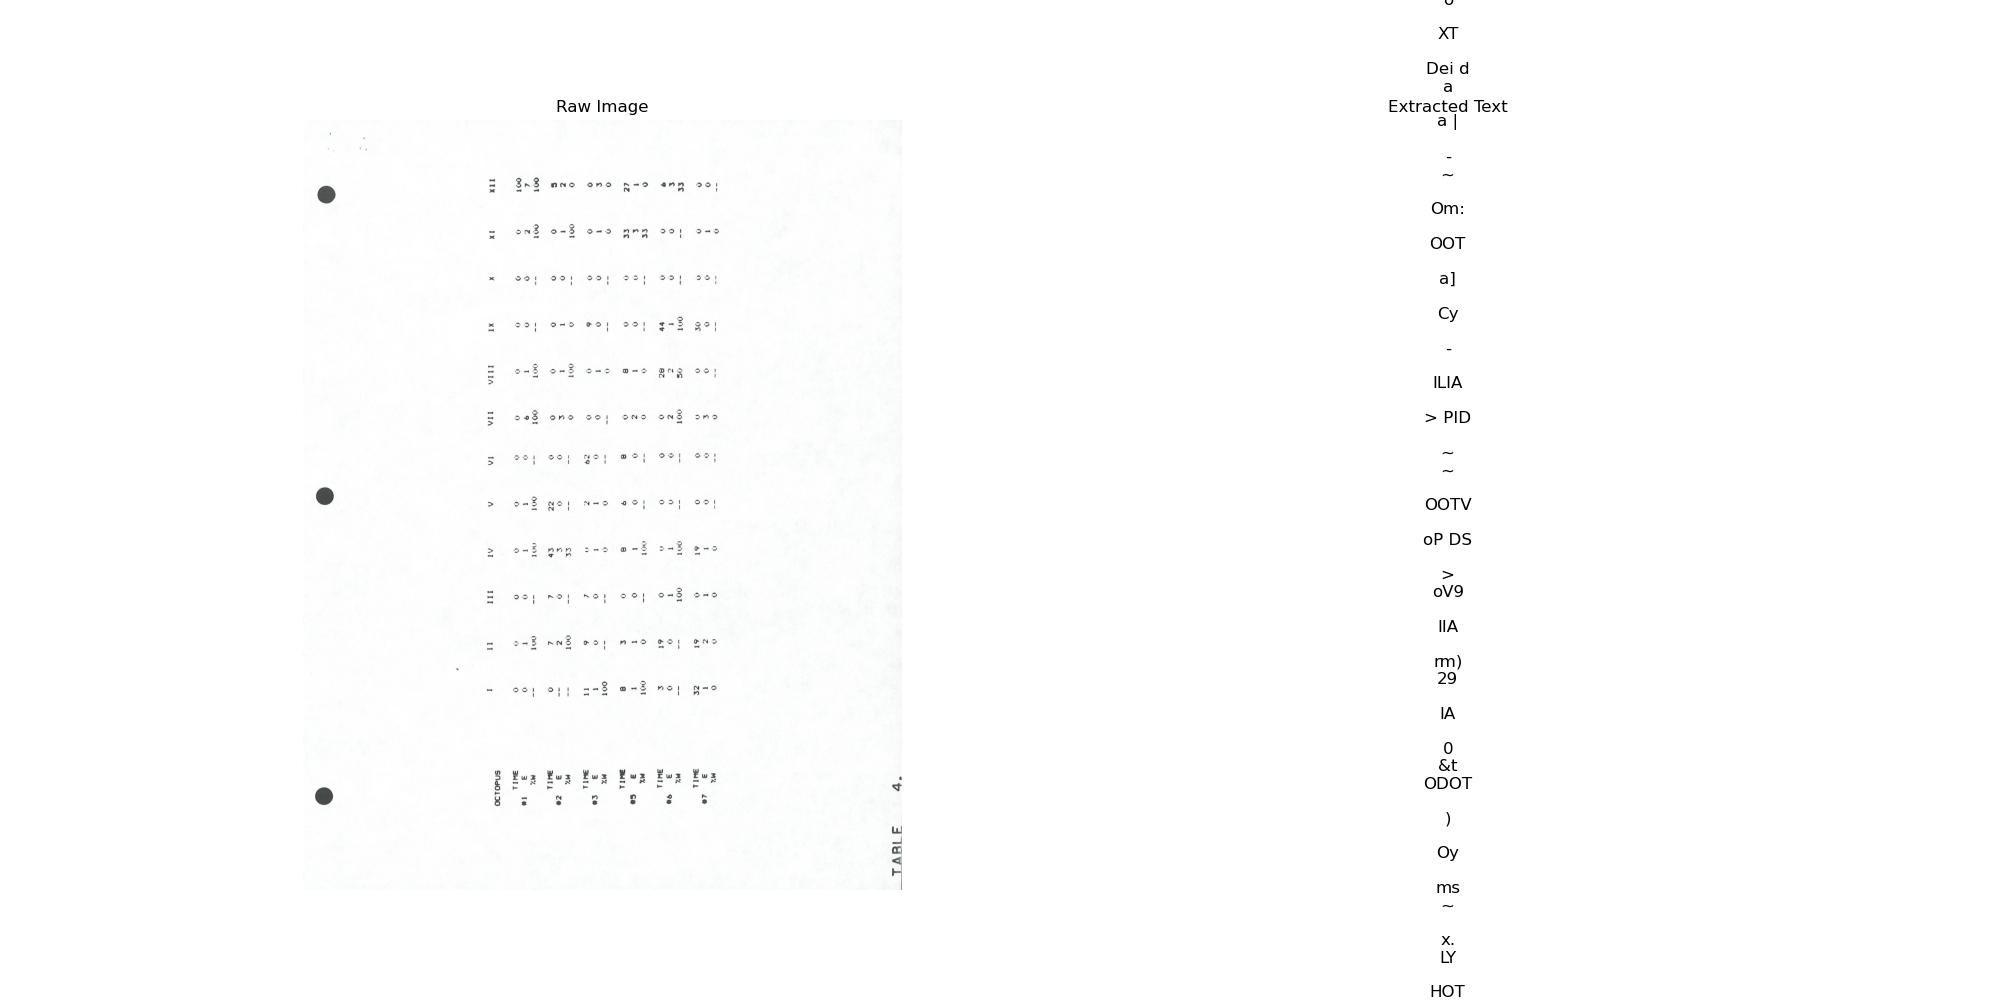 Raw Image
OCTOPUS I II III IV V VI VII VIII IX X XI XII
TIME 0 0 0 0 0 0 0 0 0 0 0 100
#1 E 0 1 0 1 1 0 6 1 0 0 2 7
%W -- 100 -- 100 100 -- 100 100 -- -- 100 100
TIME 0 7 7 43 22 0 0 0 0 0 0 5
#2 E -- 2 0 3 0 0 3 1 1 0 1 2
%W -- 100 -- 33 -- -- 0 100 0 -- 100 0
TIME 11 9 7 0 2 62 0 0 9 0 0 0
#3 E 1 0 0 1 1 0 0 1 0 0 1 3
%W 100 -- -- 0 0 -- -- 0 -- -- 0 0
TIME 8 3 0 8 6 8 0 8 0 0 33 27
#5 E 1 1 0 1 0 0 2 1 0 0 3 1
%W 100 0 -- 100 -- -- 0 0 -- -- 33 0
TIME 3 19 0 0 0 0 0 28 44 0 0 6
#6 E 0 0 1 1 0 0 2 2 1 0 0 3
%W -- -- 100 100 -- -- 100 50 100 -- -- 33
TIME 32 19 0 19 0 0 0 0 30 0 0 0
#7 E 1 2 1 1 0 0 3 0 0 0 1 0
%W 0 0 0 0 -- -- 0 -- -- -- 0 --
TABLE 4.
XT
Dei d
a
Extracted Text
a |
-
~
Om:
OOT
a]
Cy
-
ILIA
> PID
~
~
OOTV
oP DS
>
oV9
IIA
rm)
29
IA
0
&t
ODOT
)
Oy
ms
~
x.
LY
HOT